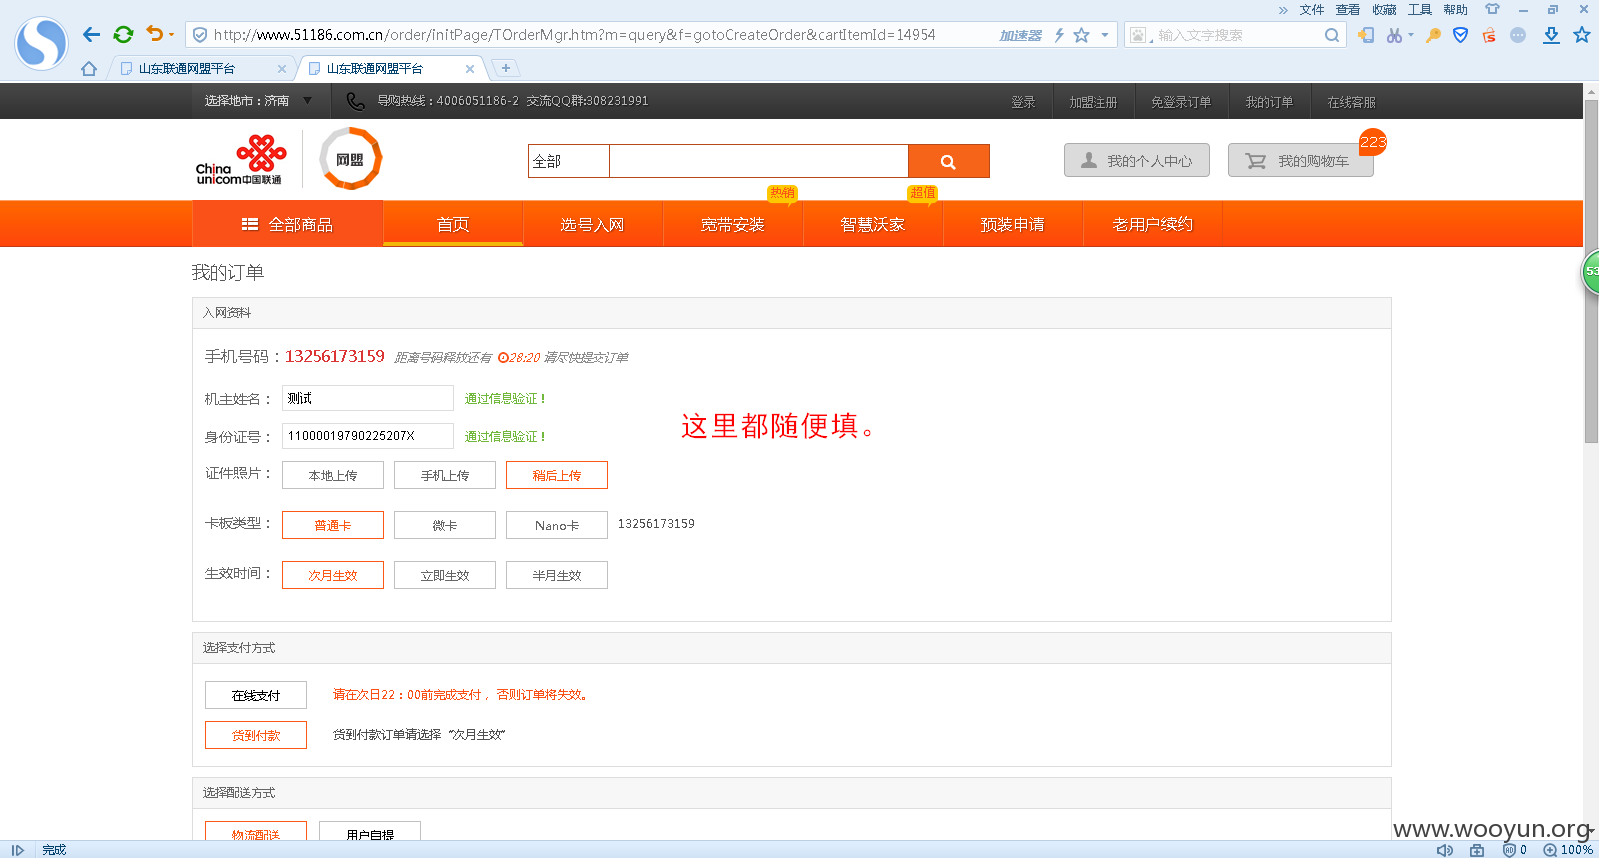 » 文件 查看 收藏 工具 帮助
http://www.51186.com.cn/order/initPage/TOrderMgr.htm?m=query&f=gotoCreateOrder&cartItemId=14954 加速器 输入文字搜索
山东联通网盟平台 × 山东联通网盟平台 × +
选择地市：济南 ▼ 导购热线：4006051186-2 交流QQ群:308231991 登录 加盟注册 免登录订单 我的订单 在线客服
China unicom中国联通 网盟 全部 我的个人中心 我的购物车 223
热销 超值
全部商品 首页 选号入网 宽带安装 智慧沃家 预装申请 老用户续约
我的订单
53
入网资料
手机号码：13256173159 距离号码释放还有 28:20 请尽快提交订单
机主姓名： 测试 通过信息验证！
这里都随便填。
身份证号： 11000019790225207X 通过信息验证！
证件照片： 本地上传 手机上传 稍后上传
卡板类型： 普通卡 微卡 Nano卡 13256173159
生效时间： 次月生效 立即生效 半月生效
选择支付方式
在线支付 请在次日22：00前完成支付，否则订单将失效。
货到付款 货到付款订单请选择 “次月生效”
选择配送方式
物流配送 用户自提
www.wooyun.org
完成 0 100%